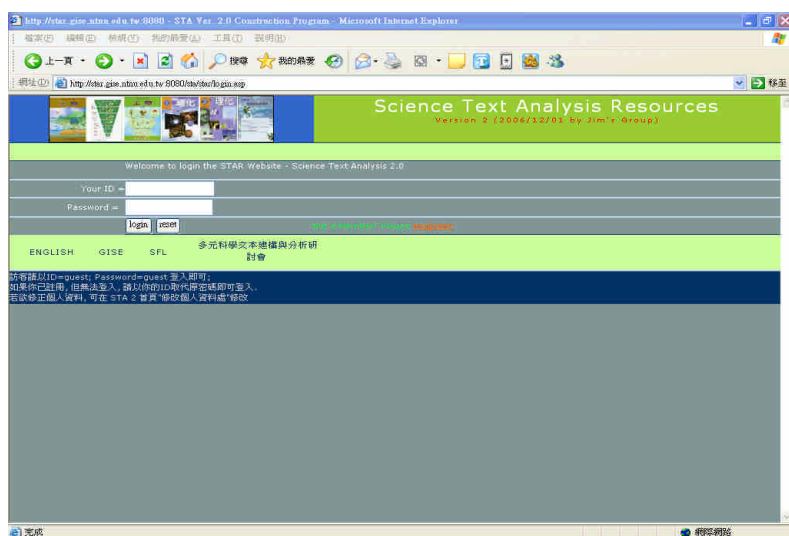 http://star.gise.ntnu.edu.tw:8080 - STA Ver. 2.0 Construction Program - Microsoft Internet Explorer
檔案(F) 編輯(E) 檢視(V) 我的最愛(A) 工具(T) 說明(H)
上一頁 搜尋 我的最愛
網址(D) http://star.gise.ntnu.edu.tw:8080/sta/star/login.asp 移至
Science Text Analysis Resources
Version 2 (2006/12/01 by Jim's Group)
Welcome to login the STAR Website - Science Text Analysis 2.0
Your ID =
Password =
login reset
ENGLISH GISE SFL 多元科學文本建構與分析研
討會
訪客請以ID=guest; Password=guest 登入即可;
如果你已註冊, 但無法登入, 請以你的ID取代原密碼即可登入.
若欲修正個人資料, 可在 STA 2 首頁"修改個人資料處"修改
完成 網際網路